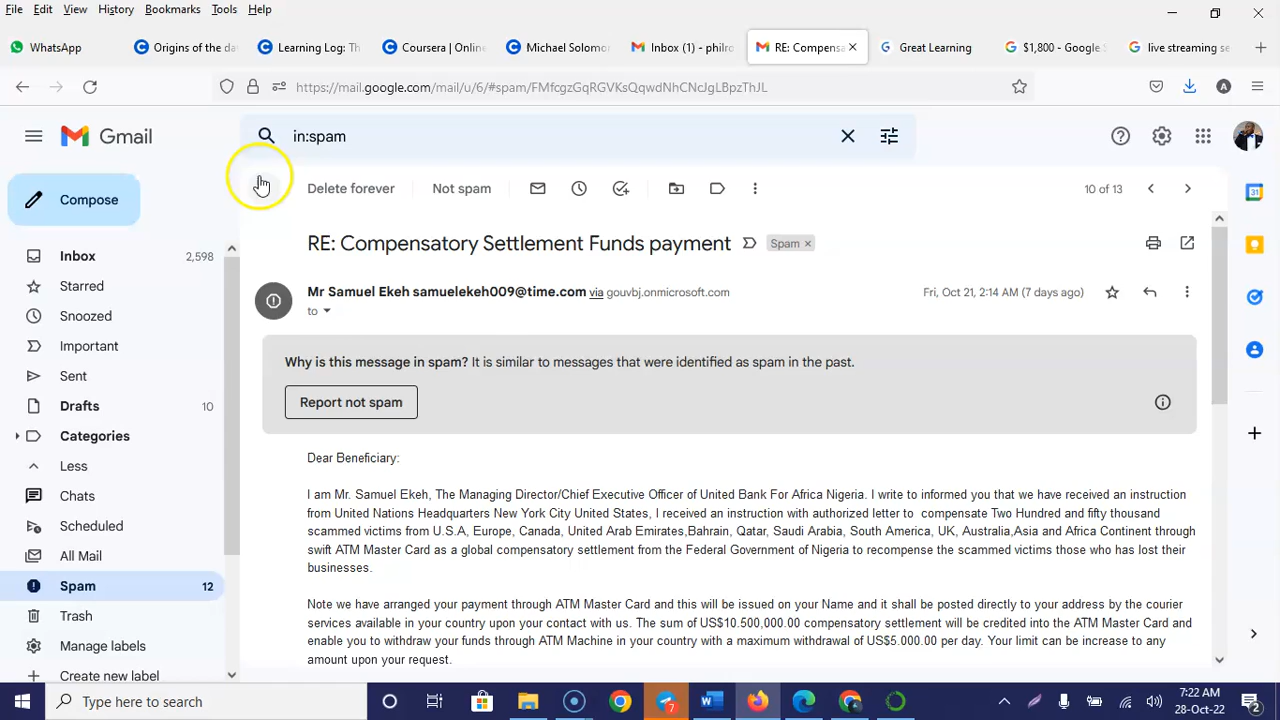 File Edit View History Bookmarks Tools Help
WhatsApp
Origins of the da
Learning Log: Th
Coursera | Online
Michael Solomon
Inbox (1) - philro
RE: Compensa
Great Learning
$1,800 - Google S
live streaming se
https://mail.google.com/mail/u/6/#spam/FMfcgzGqRGVKsQqwdNhCNcJgLBpzThJL
A
Gmail
in:spam
Compose
Delete forever Not spam
10 of 13
Inbox 2,598
Starred
Snoozed
Important
Sent
Drafts 10
Categories
Less
Chats
Scheduled
All Mail
Spam 12
Trash
Manage labels
Create new label
RE: Compensatory Settlement Funds payment
Spam ×
Mr Samuel Ekeh samuelekeh009@time.com via gouvbj.onmicrosoft.com
Fri, Oct 21, 2:14 AM (7 days ago)
to
Why is this message in spam? It is similar to messages that were identified as spam in the past.
Report not spam
Dear Beneficiary:
I am Mr. Samuel Ekeh, The Managing Director/Chief Executive Officer of United Bank For Africa Nigeria. I write to informed you that we have received an instruction
from United Nations Headquarters New York City United States, I received an instruction with authorized letter to compensate Two Hundred and fifty thousand
scammed victims from U.S.A, Europe, Canada, United Arab Emirates,Bahrain, Qatar, Saudi Arabia, South America, UK, Australia,Asia and Africa Continent through
swift ATM Master Card as a global compensatory settlement from the Federal Government of Nigeria to recompense the scammed victims those who has lost their
businesses.
Note we have arranged your payment through ATM Master Card and this will be issued on your Name and it shall be posted directly to your address by the courier
services available in your country upon your contact with us. The sum of US$10.500,000.00 compensatory settlement will be credited into the ATM Master Card and
enable you to withdraw your funds through ATM Machine in your country with a maximum withdrawal of US$5.000.00 per day. Your limit can be increase to any
amount upon your request.
31
Type here to search
7
7:22 AM
28-Oct-22
2